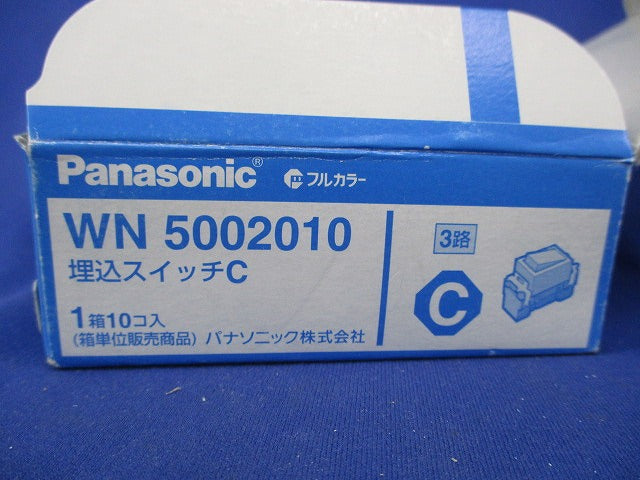 Panasonic® フルカラー
WN 5002010
埋込スイッチC
3路
C
1箱10コ入
(箱単位販売商品) パナソニック株式会社